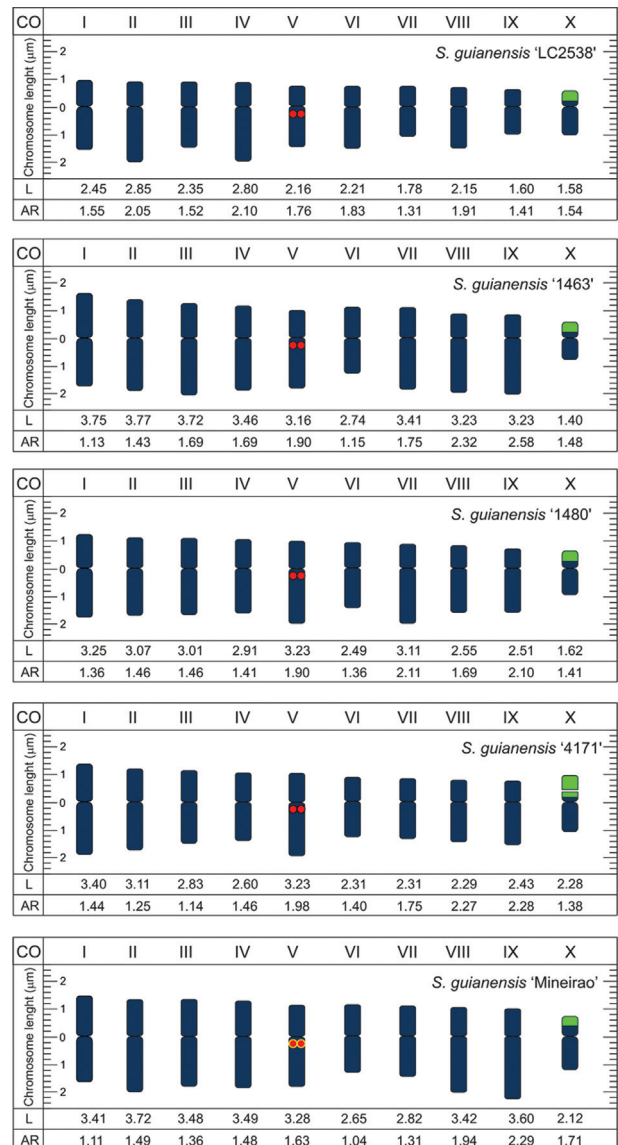 CO I II III IV V VI VII VIII IX X
S. guianensis 'LC2538'
Chromosome lenght (µm)
2
1
0
1
2
L 2.45 2.85 2.35 2.80 2.16 2.21 1.78 2.15 1.60 1.58
AR 1.55 2.05 1.52 2.10 1.76 1.83 1.31 1.91 1.41 1.54
CO I II III IV V VI VII VIII IX X
S. guianensis '1463'
Chromosome lenght (µm)
2
1
0
1
2
L 3.75 3.77 3.72 3.46 3.16 2.74 3.41 3.23 3.23 1.40
AR 1.13 1.43 1.69 1.69 1.90 1.15 1.75 2.32 2.58 1.48
CO I II III IV V VI VII VIII IX X
S. guianensis '1480'
Chromosome lenght (µm)
2
1
0
1
2
L 3.25 3.07 3.01 2.91 3.23 2.49 3.11 2.55 2.51 1.62
AR 1.36 1.46 1.46 1.41 1.90 1.36 2.11 1.69 2.10 1.41
CO I II III IV V VI VII VIII IX X
S. guianensis '4171'
Chromosome lenght (µm)
2
1
0
1
2
L 3.40 3.11 2.83 2.60 3.23 2.31 2.31 2.29 2.43 2.28
AR 1.44 1.25 1.14 1.46 1.98 1.40 1.75 2.27 2.28 1.38
CO I II III IV V VI VII VIII IX X
S. guianensis 'Mineirao'
Chromosome lenght (µm)
2
1
0
1
2
L 3.41 3.72 3.48 3.49 3.28 2.65 2.82 3.42 3.60 2.12
AR 1.11 1.49 1.36 1.48 1.63 1.04 1.31 1.94 2.29 1.71